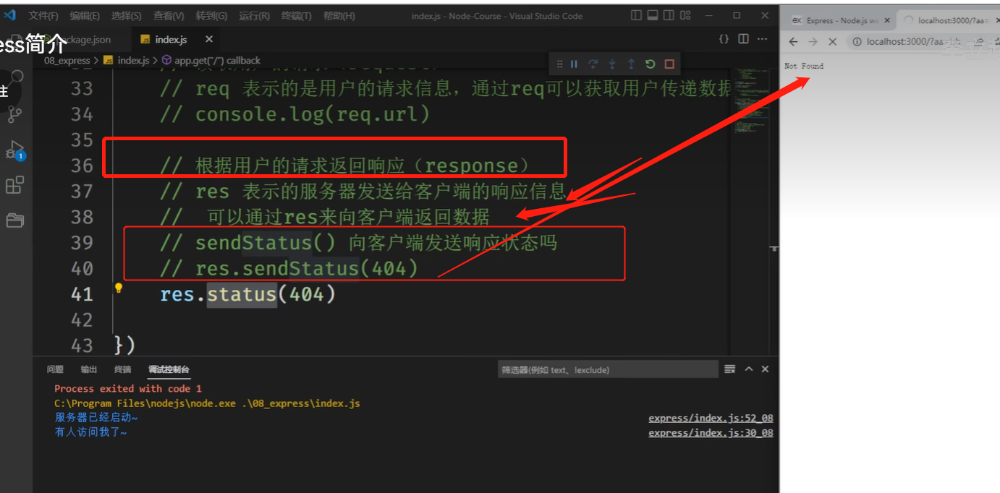 文件(F) 编辑(E) 选择(S) 查看(V) 转到(G) 运行(R) 终端(T) 帮助(H) index.js - Node-Course - Visual Studio Code
ess简介
package.json index.js
08_express > index.js > app.get("/") callback
33 // req 表示的是用户的请求信息，通过req可以获取用户传递数据
34 // console.log(req.url)
35
36 // 根据用户的请求返回响应（response）
37 // res 表示的服务器发送给客户端的响应信息
38 // 可以通过res来向客户端返回数据
39 // sendStatus() 向客户端发送响应状态吗
40 // res.sendStatus(404)
41 res.status(404)
42
43 })
问题 输出 终端 调试控制台 筛选器(例如 text、!exclude)
Process exited with code 1
C:\Program Files\nodejs\node.exe .\08_express\index.js
服务器已经启动~ express/index.js:52_08
有人访问我了~ express/index.js:30_08
注
1
ex Express - Node.js w localhost:3000/?aa=
localhost:3000/?aa=
Not Found